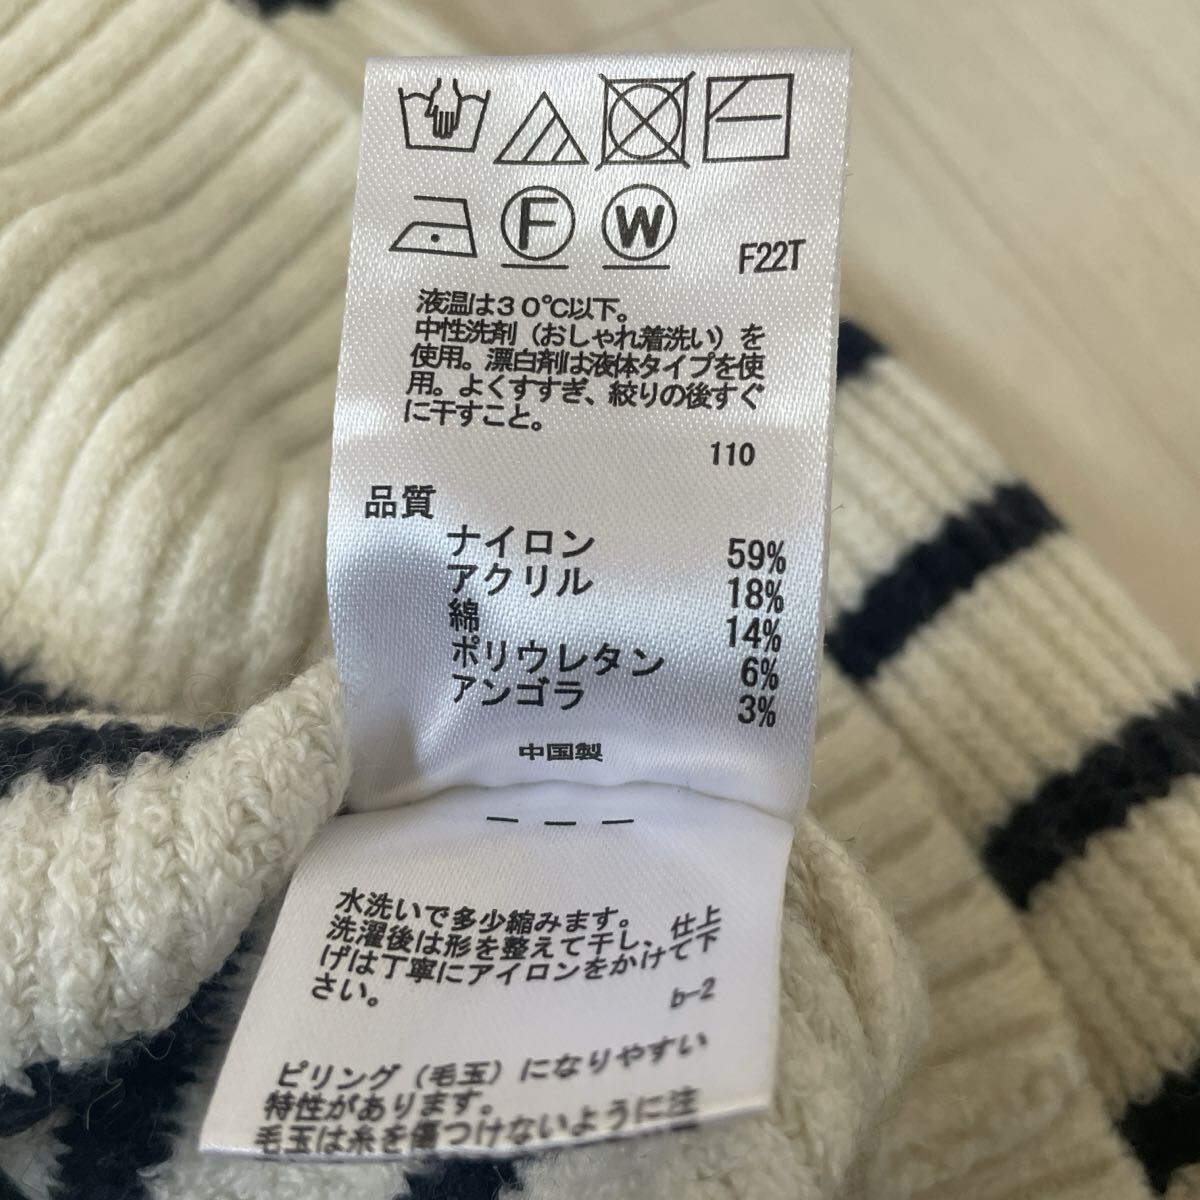 F W F22T
液温は30℃以下。
中性洗剤（おしゃれ着洗い）を
使用。漂白剤は液体タイプを使
用。よくすすぎ、絞りの後すぐ
に干すこと。
110
品質
ナイロン 59%
アクリル 18%
綿 14%
ポリウレタン 6%
アンゴラ 3%
中国製
水洗いで多少縮みます。
洗濯後は形を整えて干し、仕上
げは丁寧にアイロンをかけて下
さい。
b-2
ピリング（毛玉）になりやすい
特性があります。
毛玉は糸を傷つけないように注